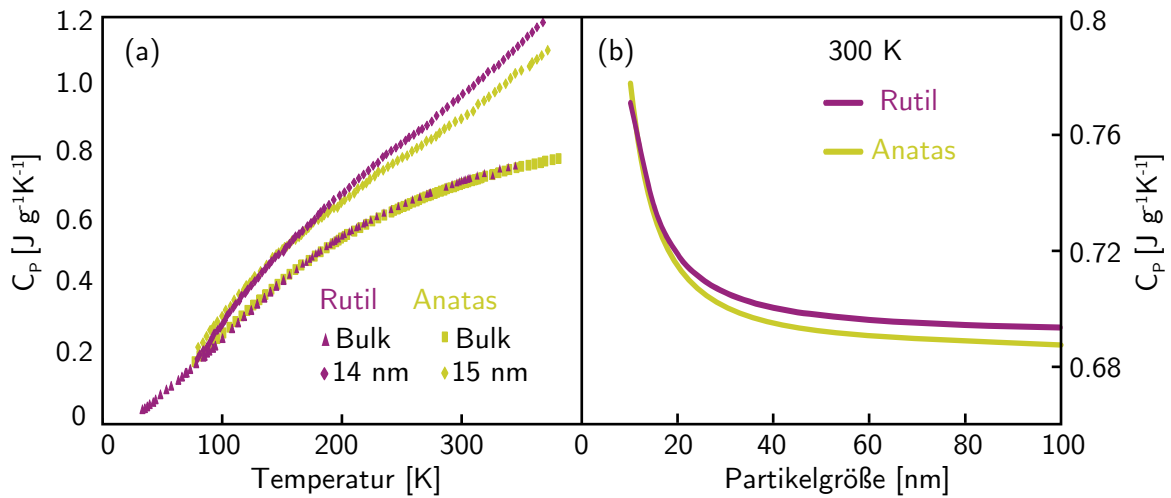 (a)
C_P [J g⁻¹K⁻¹]
1.2
1.0
0.8
0.6
0.4
0.2
0
Rutil Anatas
Bulk Bulk
14 nm 15 nm
0 100 200 300
Temperatur [K]
(b)
300 K
Rutil
Anatas
0.8
0.76
0.72
0.68
C_P [J g⁻¹K⁻¹]
0 20 40 60 80 100
Partikelgröße [nm]